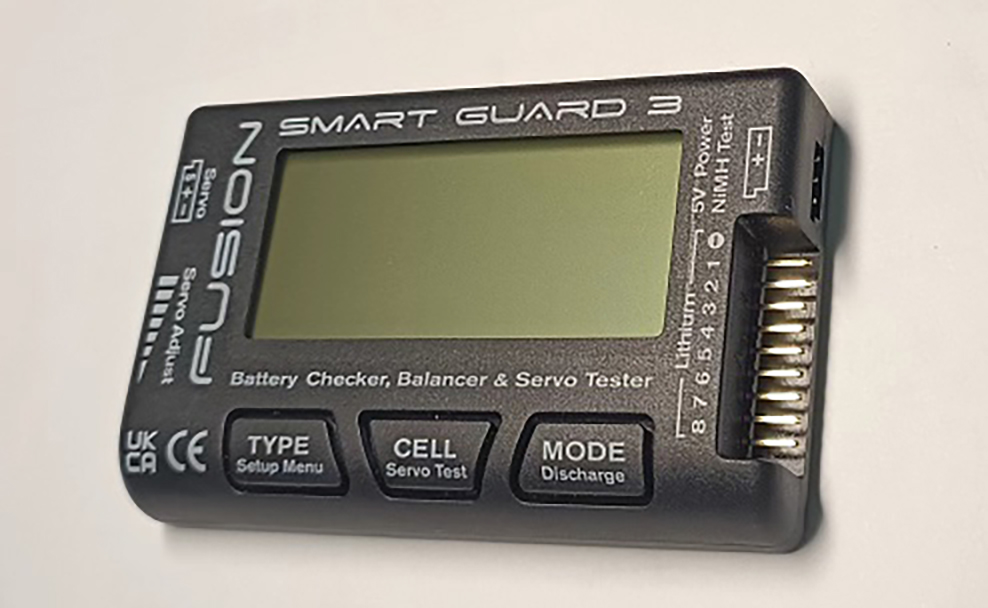 SMART GUARD 3
FUSION
Servo
S + -
Servo Adjust
5V Power
NiMH Test
+ -
Lithium
8 7 6 5 4 3 2 1 ⊖
Battery Checker, Balancer & Servo Tester
UK
CA
CE
TYPE
Setup Menu
CELL
Servo Test
MODE
Discharge